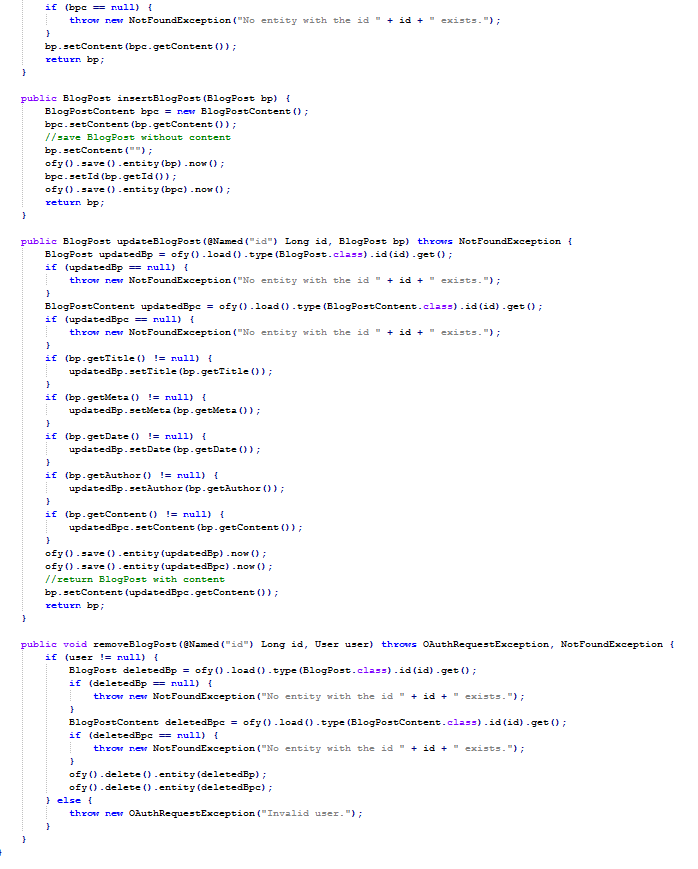 if (bpc == null) {
throw new NotFoundException("No entity with the id " + id + " exists.");
}
bp.setContent(bpc.getContent());
return bp;
}
public BlogPost insertBlogPost(BlogPost bp) {
BlogPostContent bpc = new BlogPostContent();
bpc.setContent(bp.getContent());
//save BlogPost without content
bp.setContent("");
ofy().save().entity(bp).now();
bpc.setId(bp.getId());
ofy().save().entity(bpc).now();
return bp;
}
public BlogPost updateBlogPost(@Named("id") Long id, BlogPost bp) throws NotFoundException {
BlogPost updatedBp = ofy().load().type(BlogPost.class).id(id).get();
if (updatedBp == null) {
throw new NotFoundException("No entity with the id " + id + " exists.");
}
BlogPostContent updatedBpc = ofy().load().type(BlogPostContent.class).id(id).get();
if (updatedBpc == null) {
throw new NotFoundException("No entity with the id " + id + " exists.");
}
if (bp.getTitle() != null) {
updatedBp.setTitle(bp.getTitle());
}
if (bp.getMeta() != null) {
updatedBp.setMeta(bp.getMeta());
}
if (bp.getDate() != null) {
updatedBp.setDate(bp.getDate());
}
if (bp.getAuthor() != null) {
updatedBp.setAuthor(bp.getAuthor());
}
if (bp.getContent() != null) {
updatedBpc.setContent(bp.getContent());
}
ofy().save().entity(updatedBp).now();
ofy().save().entity(updatedBpc).now();
//return BlogPost with content
bp.setContent(updatedBpc.getContent());
return bp;
}
public void removeBlogPost(@Named("id") Long id, User user) throws OAuthRequestException, NotFoundException {
if (user != null) {
BlogPost deletedBp = ofy().load().type(BlogPost.class).id(id).get();
if (deletedBp == null) {
throw new NotFoundException("No entity with the id " + id + " exists.");
}
BlogPostContent deletedBpc = ofy().load().type(BlogPostContent.class).id(id).get();
if (deletedBpc == null) {
throw new NotFoundException("No entity with the id " + id + " exists.");
}
ofy().delete().entity(deletedBp);
ofy().delete().entity(deletedBpc);
} else {
throw new OAuthRequestException("Invalid user.");
}
}
}